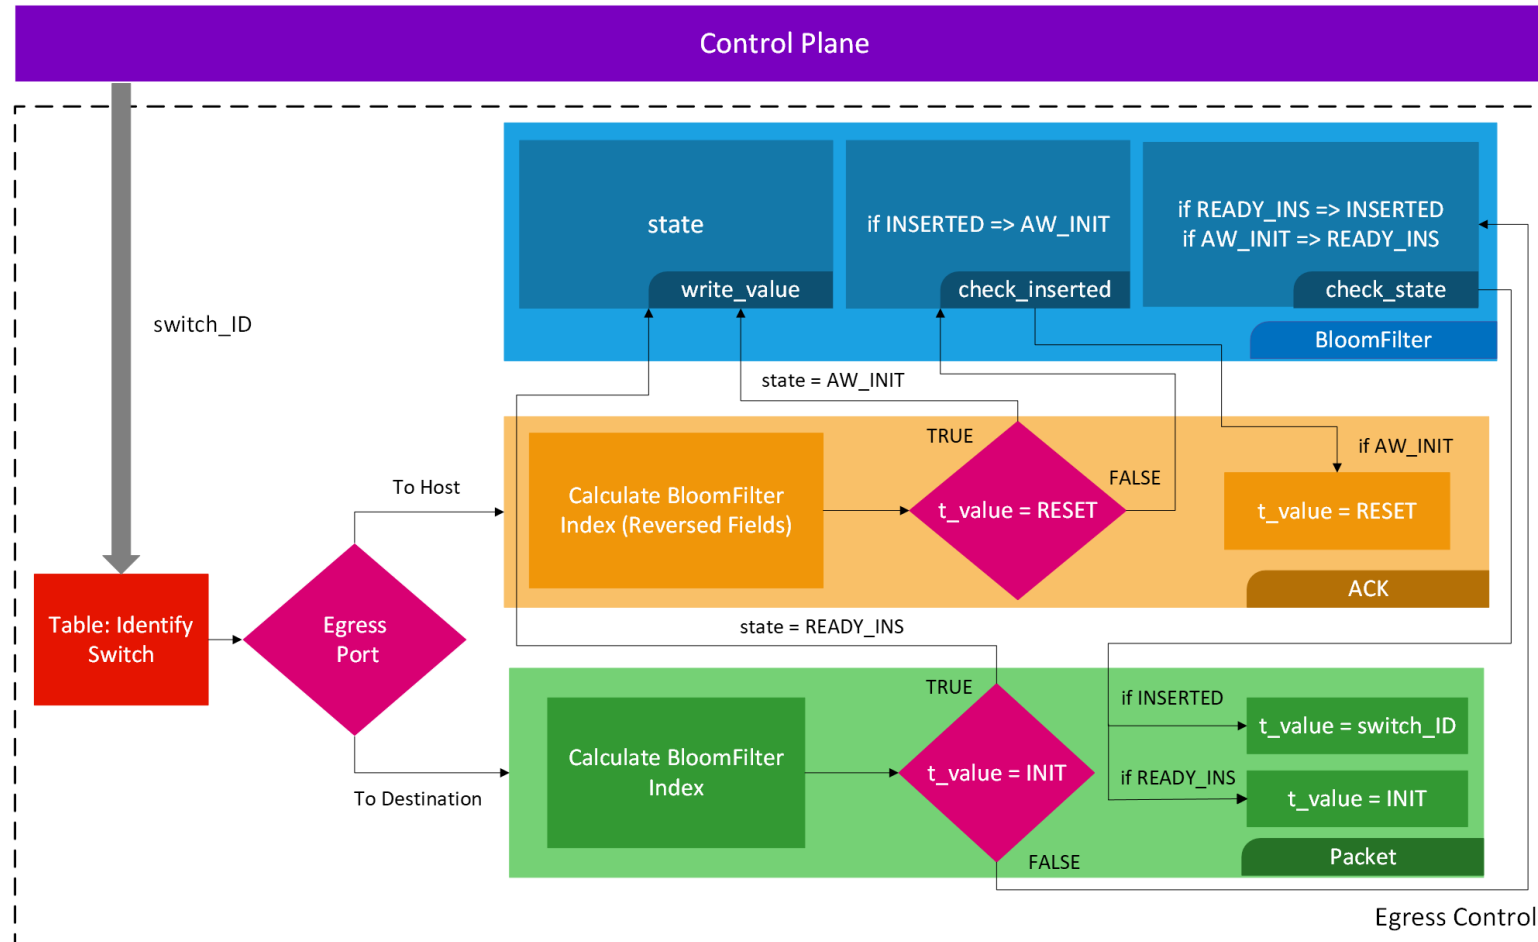 Control Plane
state
write_value
if INSERTED => AW_INIT
check_inserted
if READY_INS => INSERTED
if AW_INIT => READY_INS
check_state
BloomFilter
switch_ID
state = AW_INIT
TRUE
FALSE
if AW_INIT
To Host
Calculate BloomFilter
Index (Reversed Fields)
t_value = RESET
t_value = RESET
ACK
Table: Identify
Switch
Egress
Port
state = READY_INS
TRUE
if INSERTED
t_value = switch_ID
Calculate BloomFilter
Index
t_value = INIT
if READY_INS
t_value = INIT
To Destination
FALSE
Packet
Egress Control